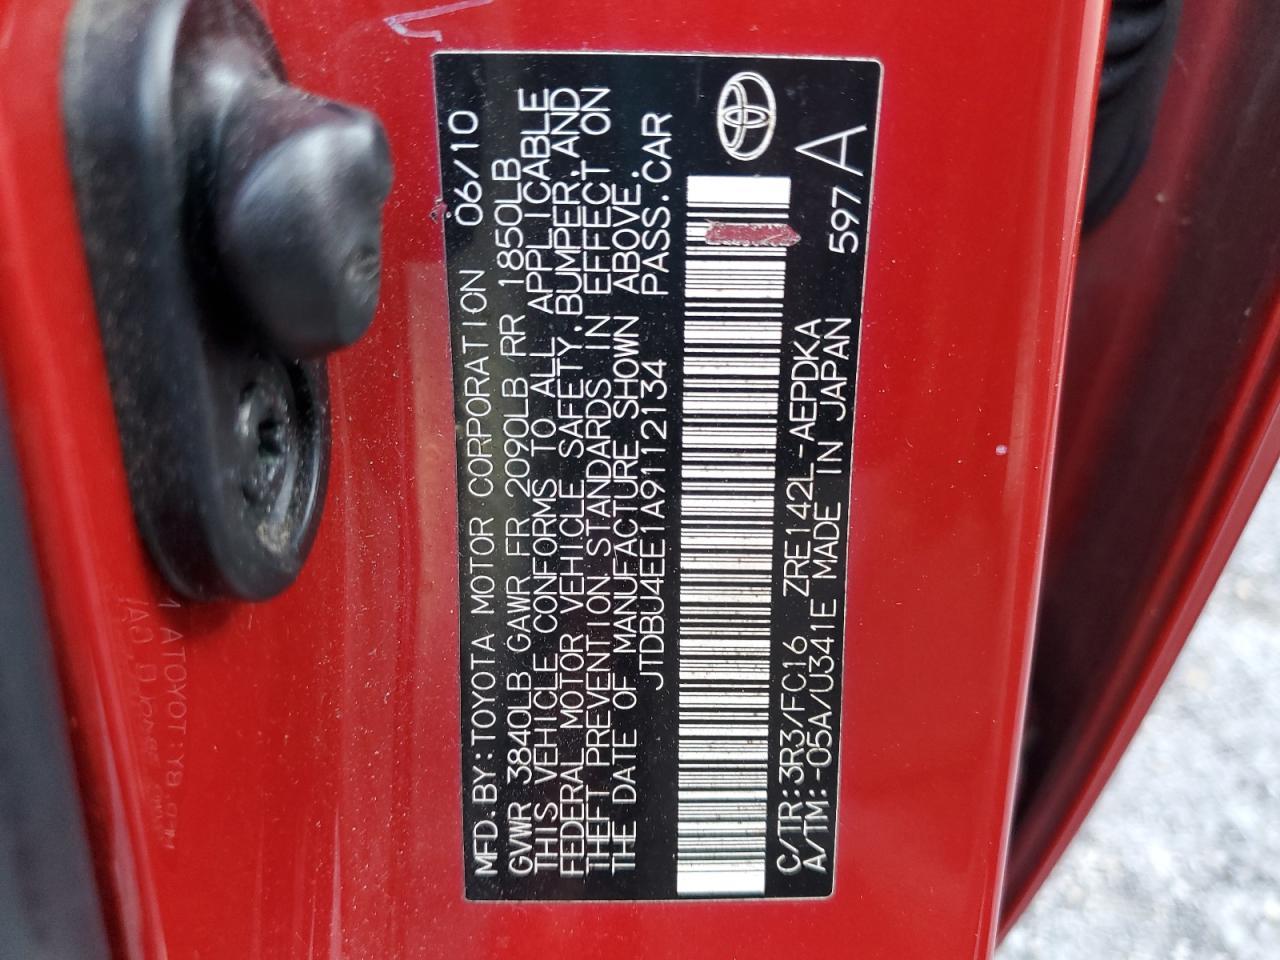 MFD.BY:TOYOTA MOTOR CORPORATION 06/10
GVWR 3840LB GAWR FR 2090LB RR 1850LB
THIS VEHICLE CONFORMS TO ALL APPLICABLE
FEDERAL MOTOR VEHICLE SAFETY,BUMPER,AND
THEFT PREVENTION STANDARDS IN EFFECT ON
THE DATE OF MANUFACTURE SHOWN ABOVE.
JTDBU4EE1A9112134 PASS.CAR
C/TR:3R3/FC16 ZRE142L-AEPDKA
A/TM:-05A/U341E MADE IN JAPAN 597 A